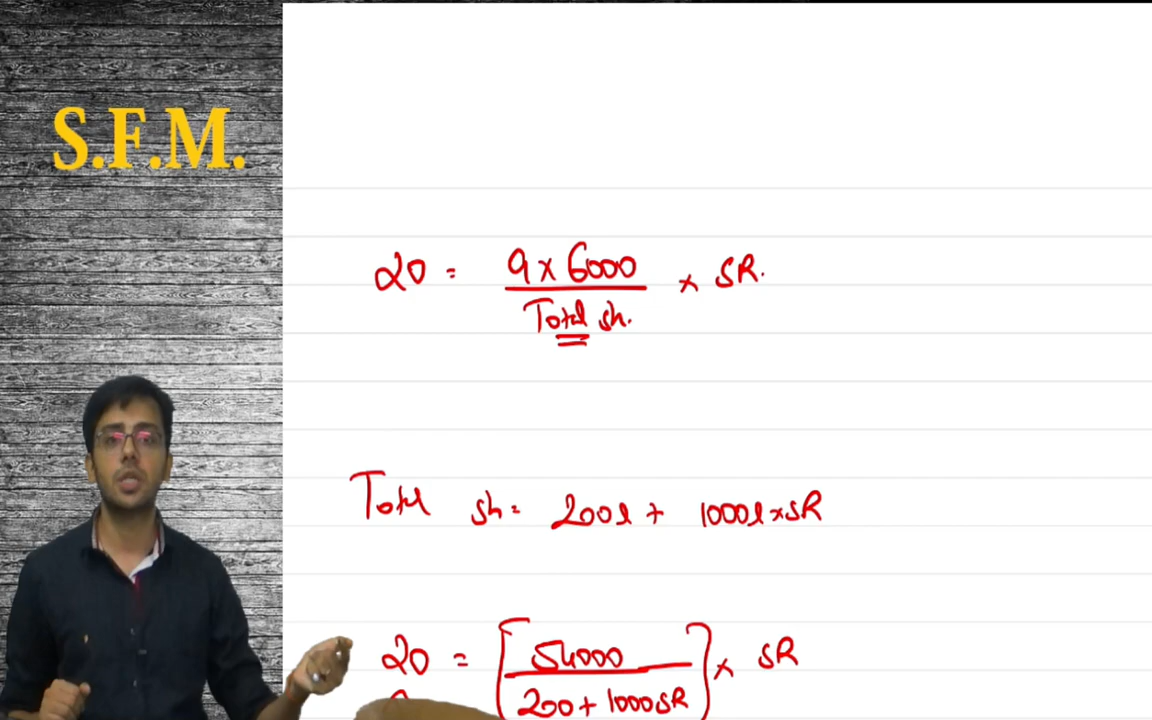 S.F.M.
20 = 9 x 6000 / Total sh. x SR.
Total sh = 200l + 1000l x SR
20 = [54000 / 200 + 1000SR] x SR